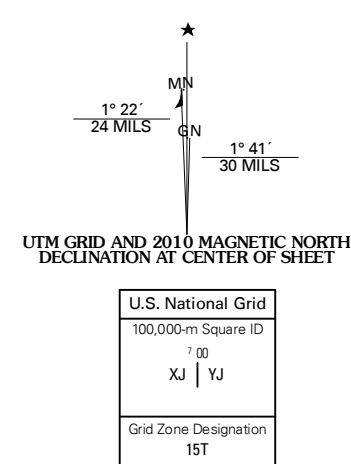 MN
1° 22´
24 MILS
GN
1° 41´
30 MILS
UTM GRID AND 2010 MAGNETIC NORTH
DECLINATION AT CENTER OF SHEET
U.S. National Grid
100,000-m Square ID
7 00
XJ YJ
Grid Zone Designation
15T